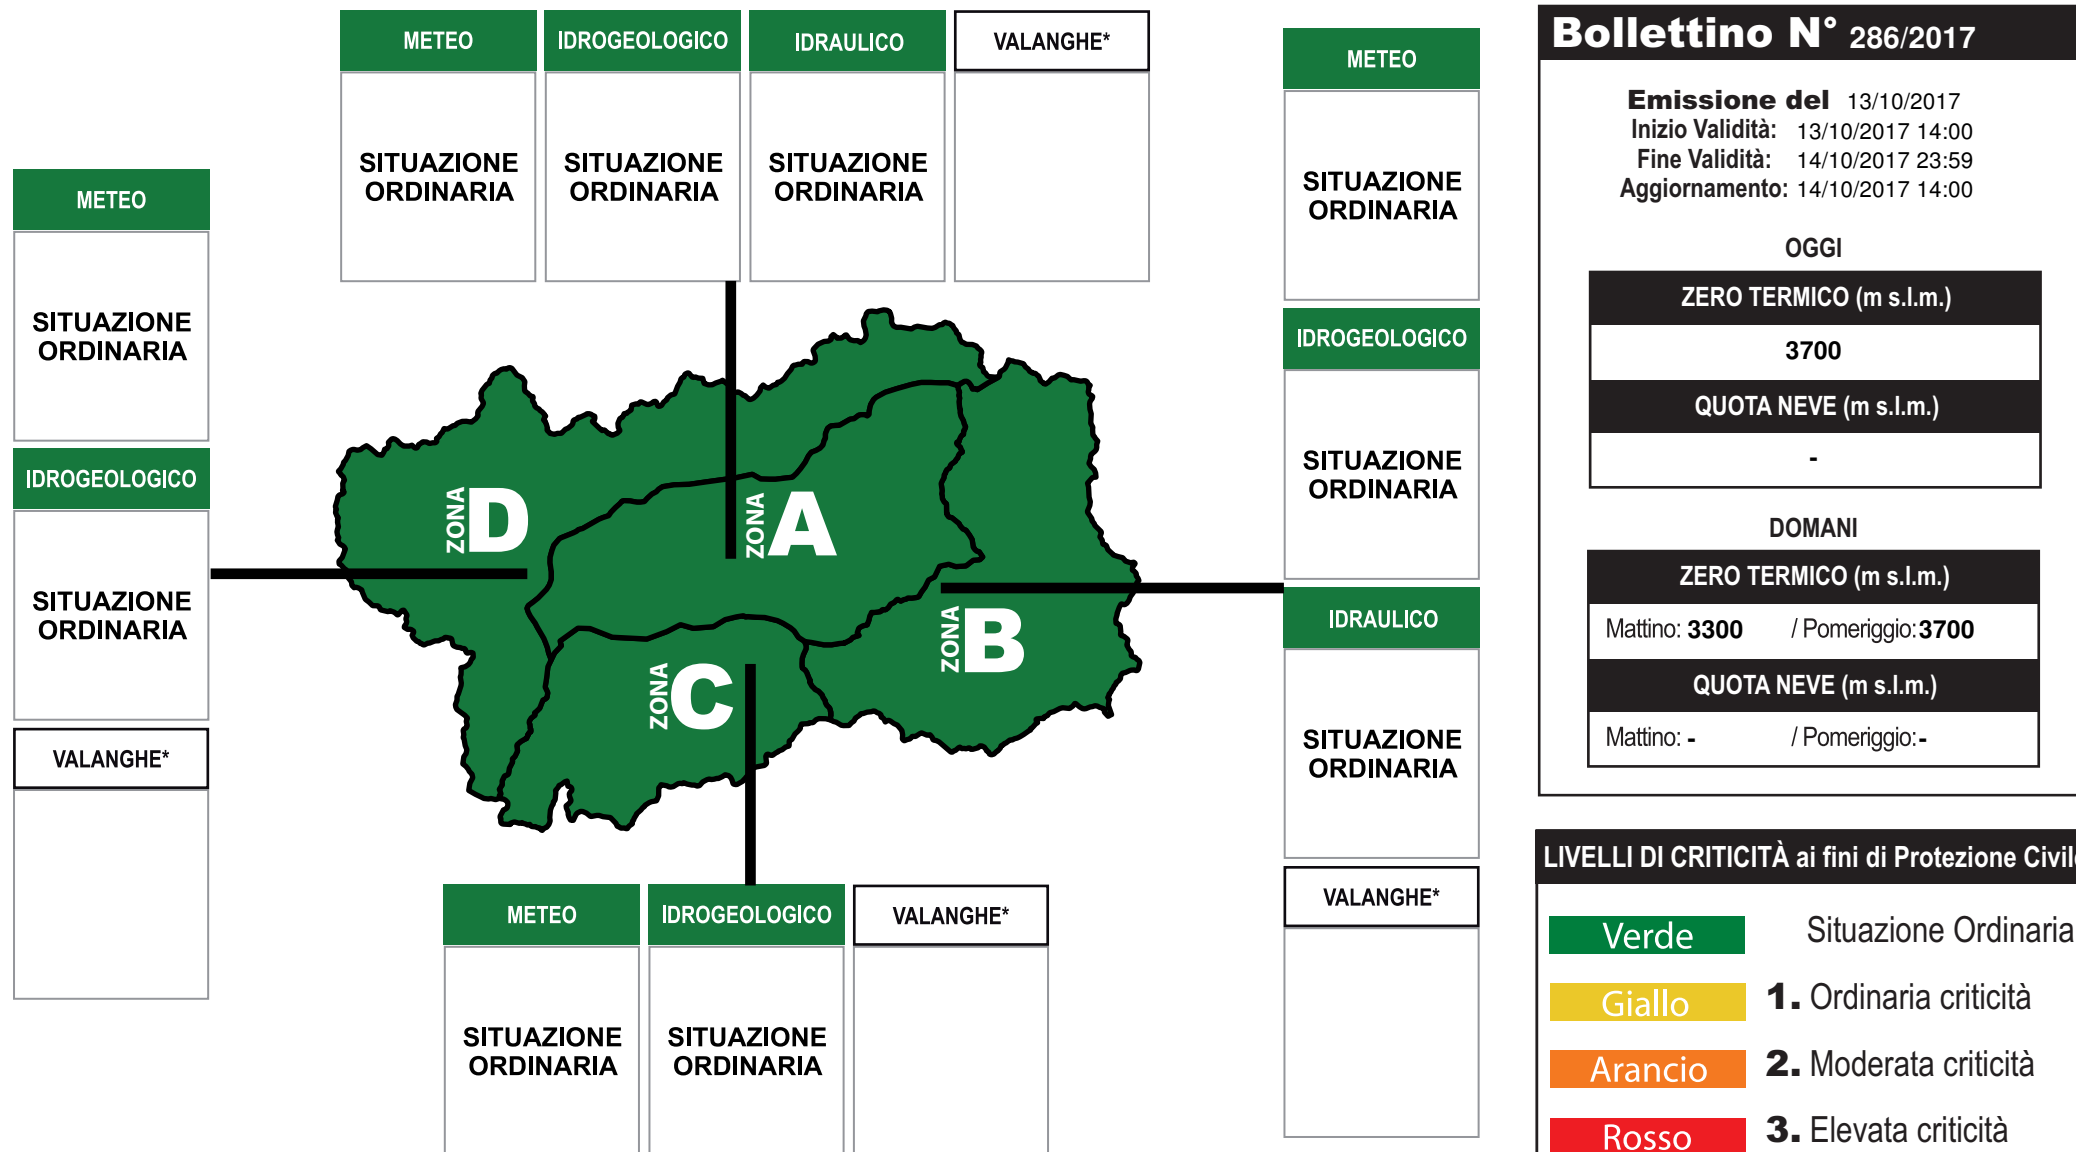 METEO
IDROGEOLOGICO
IDRAULICO
VALANGHE*
SITUAZIONE
ORDINARIA
SITUAZIONE
ORDINARIA
SITUAZIONE
ORDINARIA
METEO
SITUAZIONE
ORDINARIA
IDROGEOLOGICO
SITUAZIONE
ORDINARIA
VALANGHE*
ZONA D
ZONA A
ZONA B
ZONA C
METEO
SITUAZIONE
ORDINARIA
IDROGEOLOGICO
SITUAZIONE
ORDINARIA
IDRAULICO
SITUAZIONE
ORDINARIA
VALANGHE*
METEO
IDROGEOLOGICO
VALANGHE*
SITUAZIONE
ORDINARIA
SITUAZIONE
ORDINARIA
Bollettino N° 286/2017
Emissione del 13/10/2017
Inizio Validità: 13/10/2017 14:00
Fine Validità: 14/10/2017 23:59
Aggiornamento: 14/10/2017 14:00
OGGI
ZERO TERMICO (m s.l.m.)
3700
QUOTA NEVE (m s.l.m.)
-
DOMANI
ZERO TERMICO (m s.l.m.)
Mattino: 3300 / Pomeriggio: 3700
QUOTA NEVE (m s.l.m.)
Mattino: - / Pomeriggio: -
LIVELLI DI CRITICITÀ ai fini di Protezione Civil
Verde Situazione Ordinaria
Giallo 1. Ordinaria criticità
Arancio 2. Moderata criticità
Rosso 3. Elevata criticità